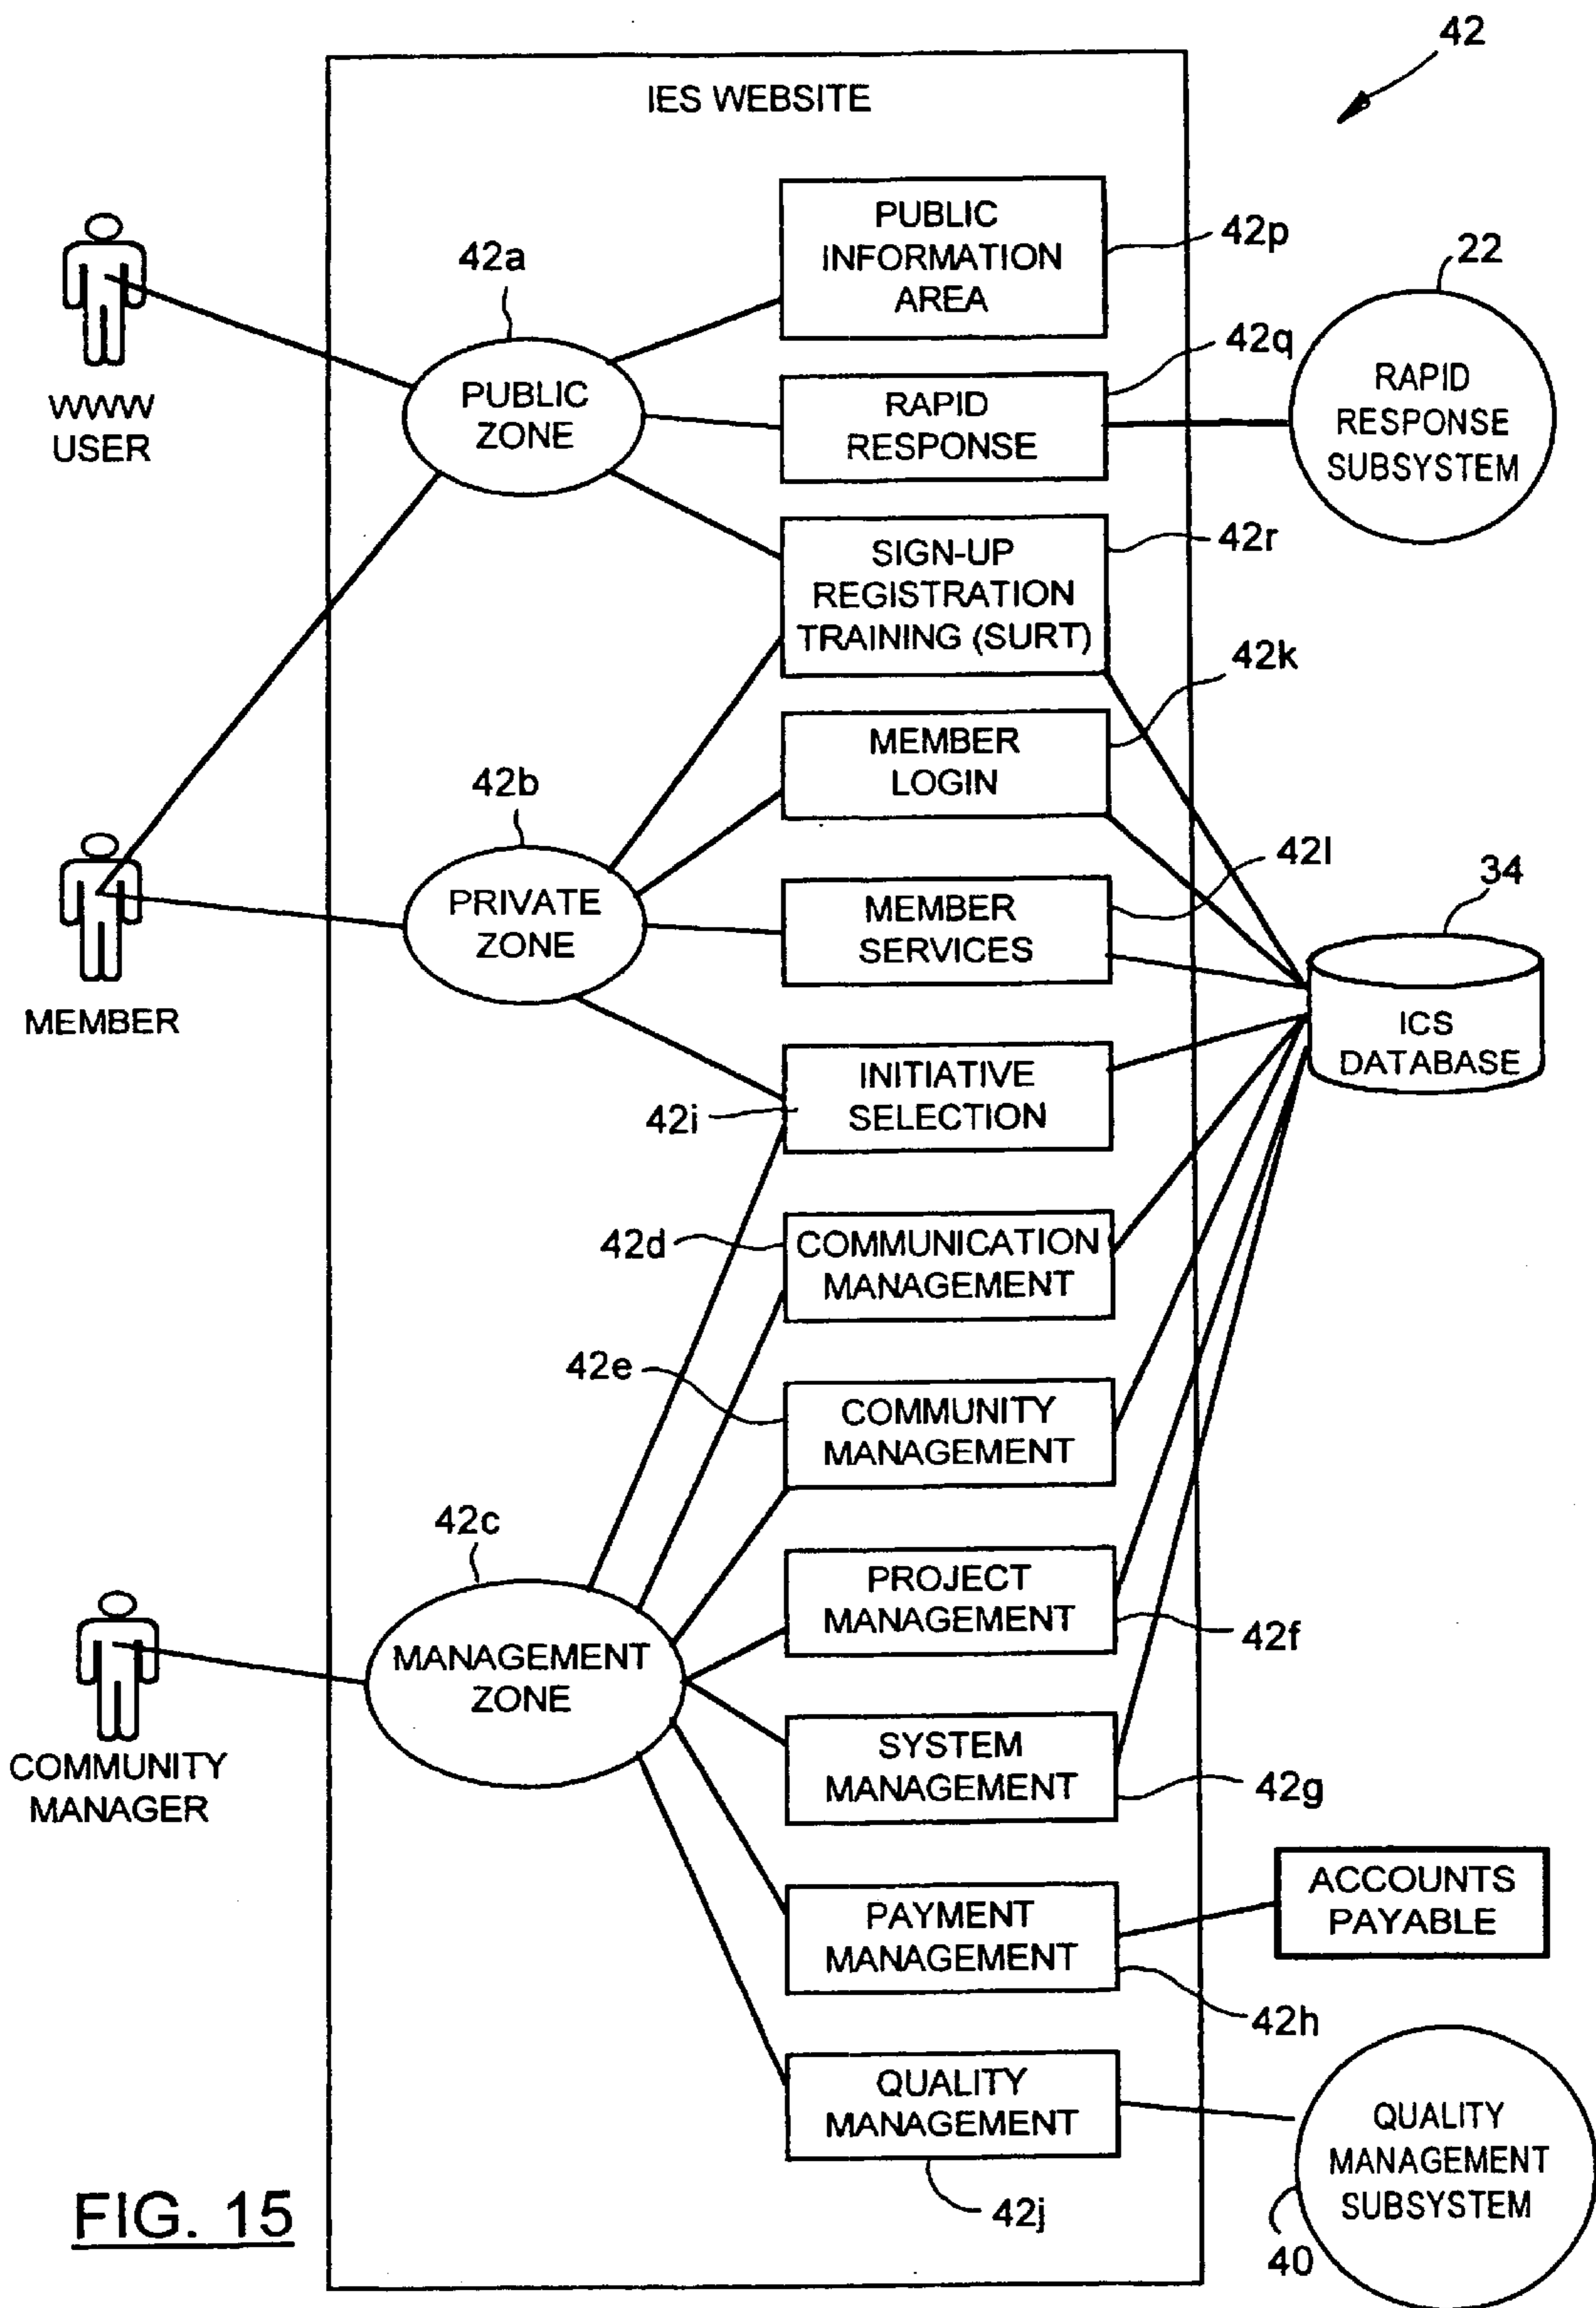 42
IES WEBSITE
PUBLIC
INFORMATION
AREA
42p
42a
22
WWW
USER
PUBLIC
ZONE
42q
RAPID
RESPONSE
RAPID
RESPONSE
SUBSYSTEM
SIGN-UP
REGISTRATION
TRAINING (SURT)
42r
42k
MEMBER
LOGIN
42b
42l
34
MEMBER
PRIVATE
ZONE
MEMBER
SERVICES
ICS
DATABASE
INITIATIVE
SELECTION
42i
42d
COMMUNICATION
MANAGEMENT
42e
COMMUNITY
MANAGEMENT
42c
PROJECT
MANAGEMENT
42f
COMMUNITY
MANAGER
MANAGEMENT
ZONE
SYSTEM
MANAGEMENT
42g
PAYMENT
MANAGEMENT
42h
ACCOUNTS
PAYABLE
QUALITY
MANAGEMENT
42j
QUALITY
MANAGEMENT
SUBSYSTEM
40
FIG. 15